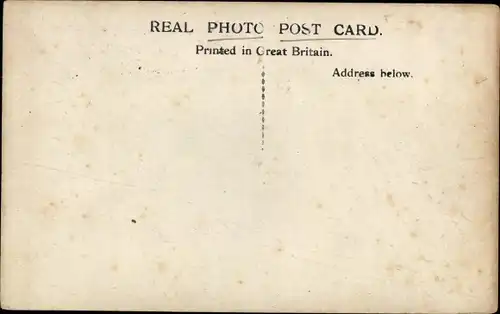 REAL PHOTO POST CARD.
Printed in Great Britain.
Address below.